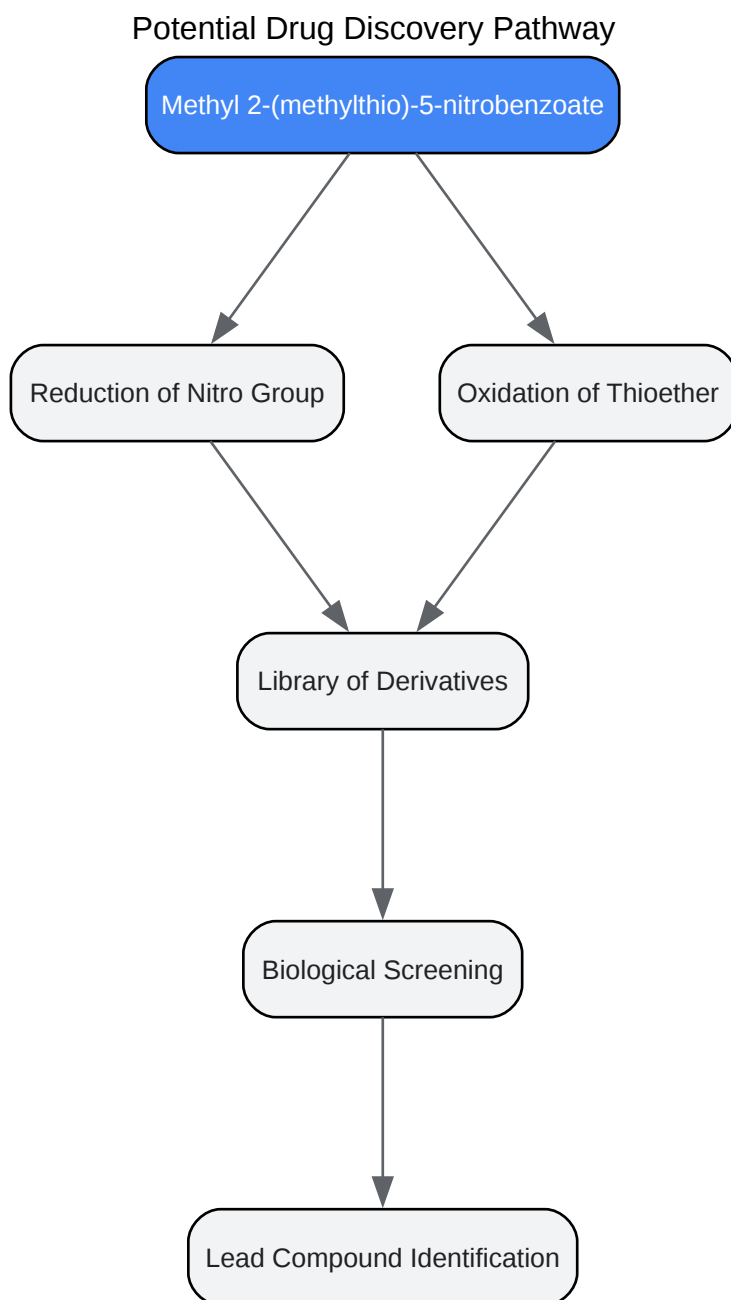 Potential Drug Discovery Pathway
Methyl 2-(methylthio)-5-nitrobenzoate
Reduction of Nitro Group
Oxidation of Thioether
Library of Derivatives
Biological Screening
Lead Compound Identification